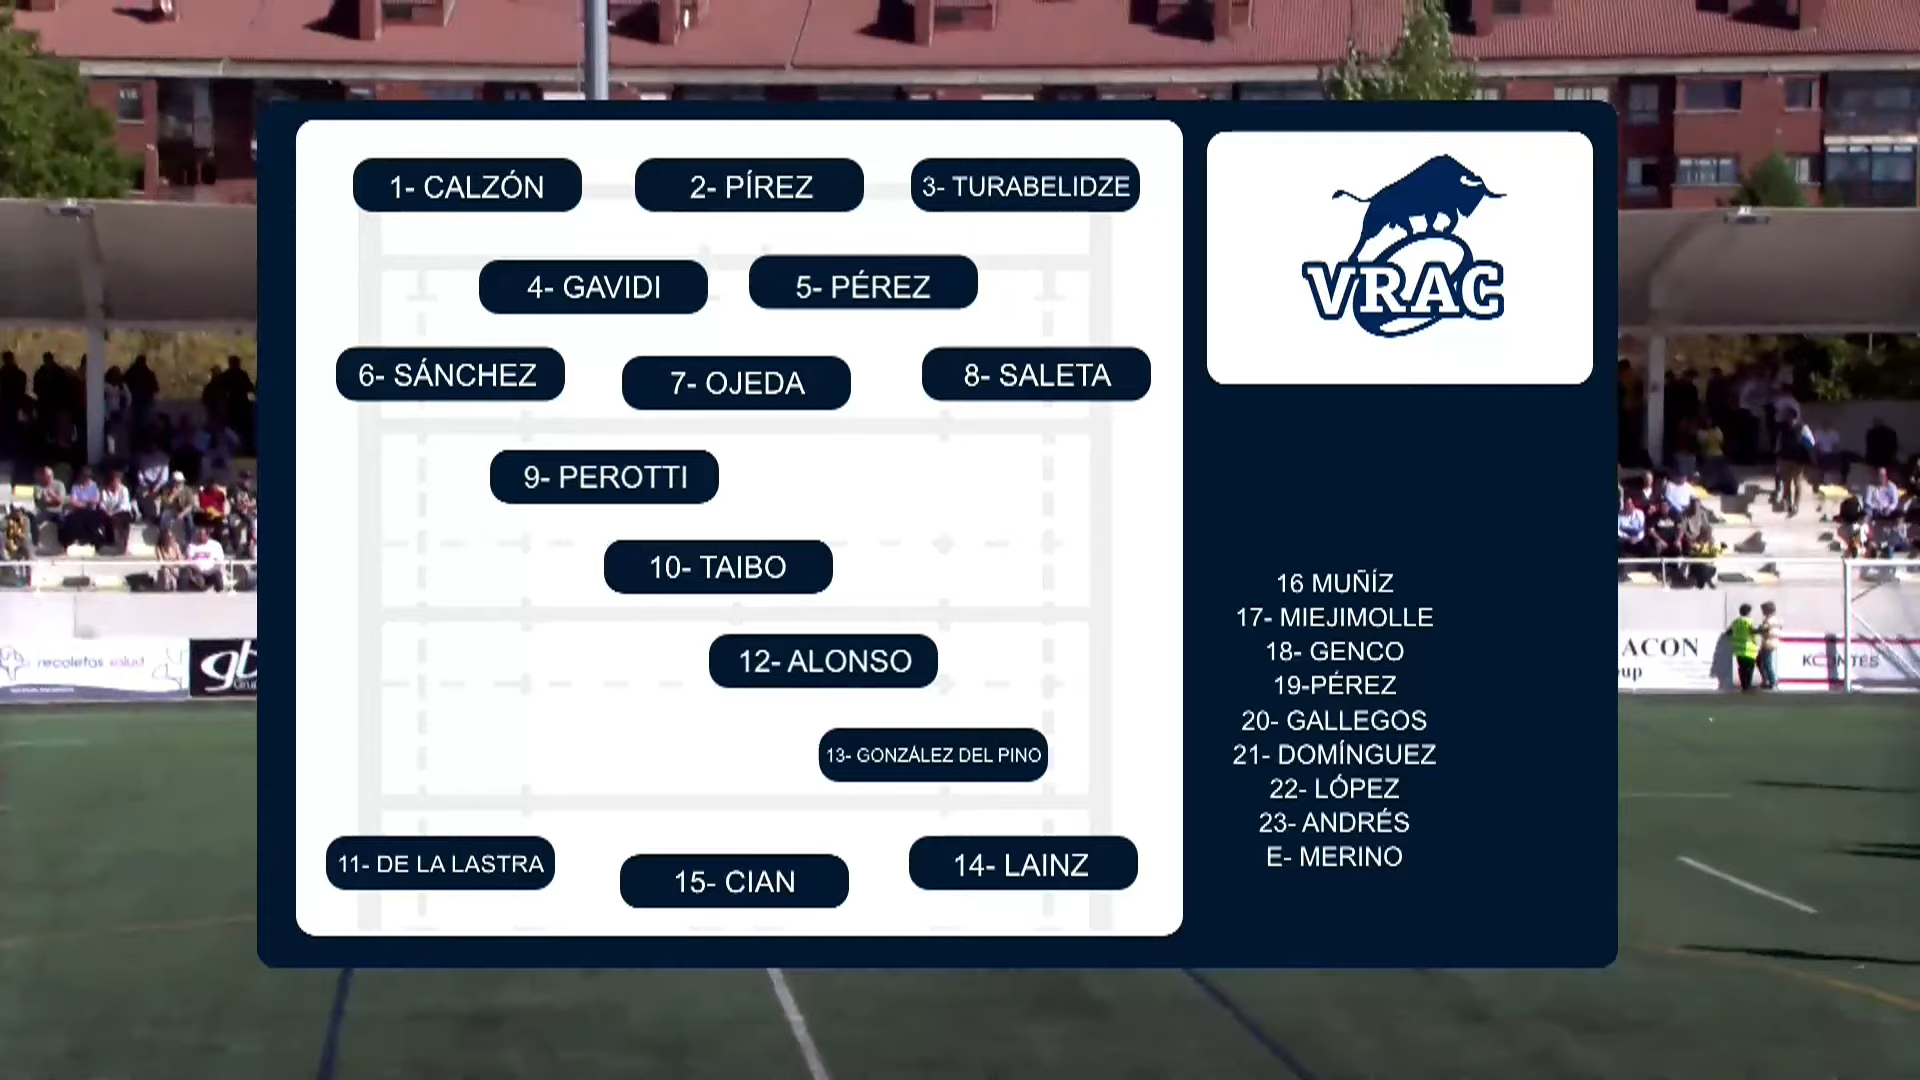 1- CALZÓN
2- PÍREZ
3- TURABELIDZE
4- GAVIDI
5- PÉREZ
6- SÁNCHEZ
7- OJEDA
8- SALETA
9- PEROTTI
10- TAIBO
12- ALONSO
13- GONZÁLEZ DEL PINO
11- DE LA LASTRA
15- CIAN
14- LAINZ
VRAC
16 MUÑÍZ
17- MIEJIMOLLE
18- GENCO
19-PÉREZ
20- GALLEGOS
21- DOMÍNGUEZ
22- LÓPEZ
23- ANDRÉS
E- MERINO
recoletas salud
gb
ACON
up